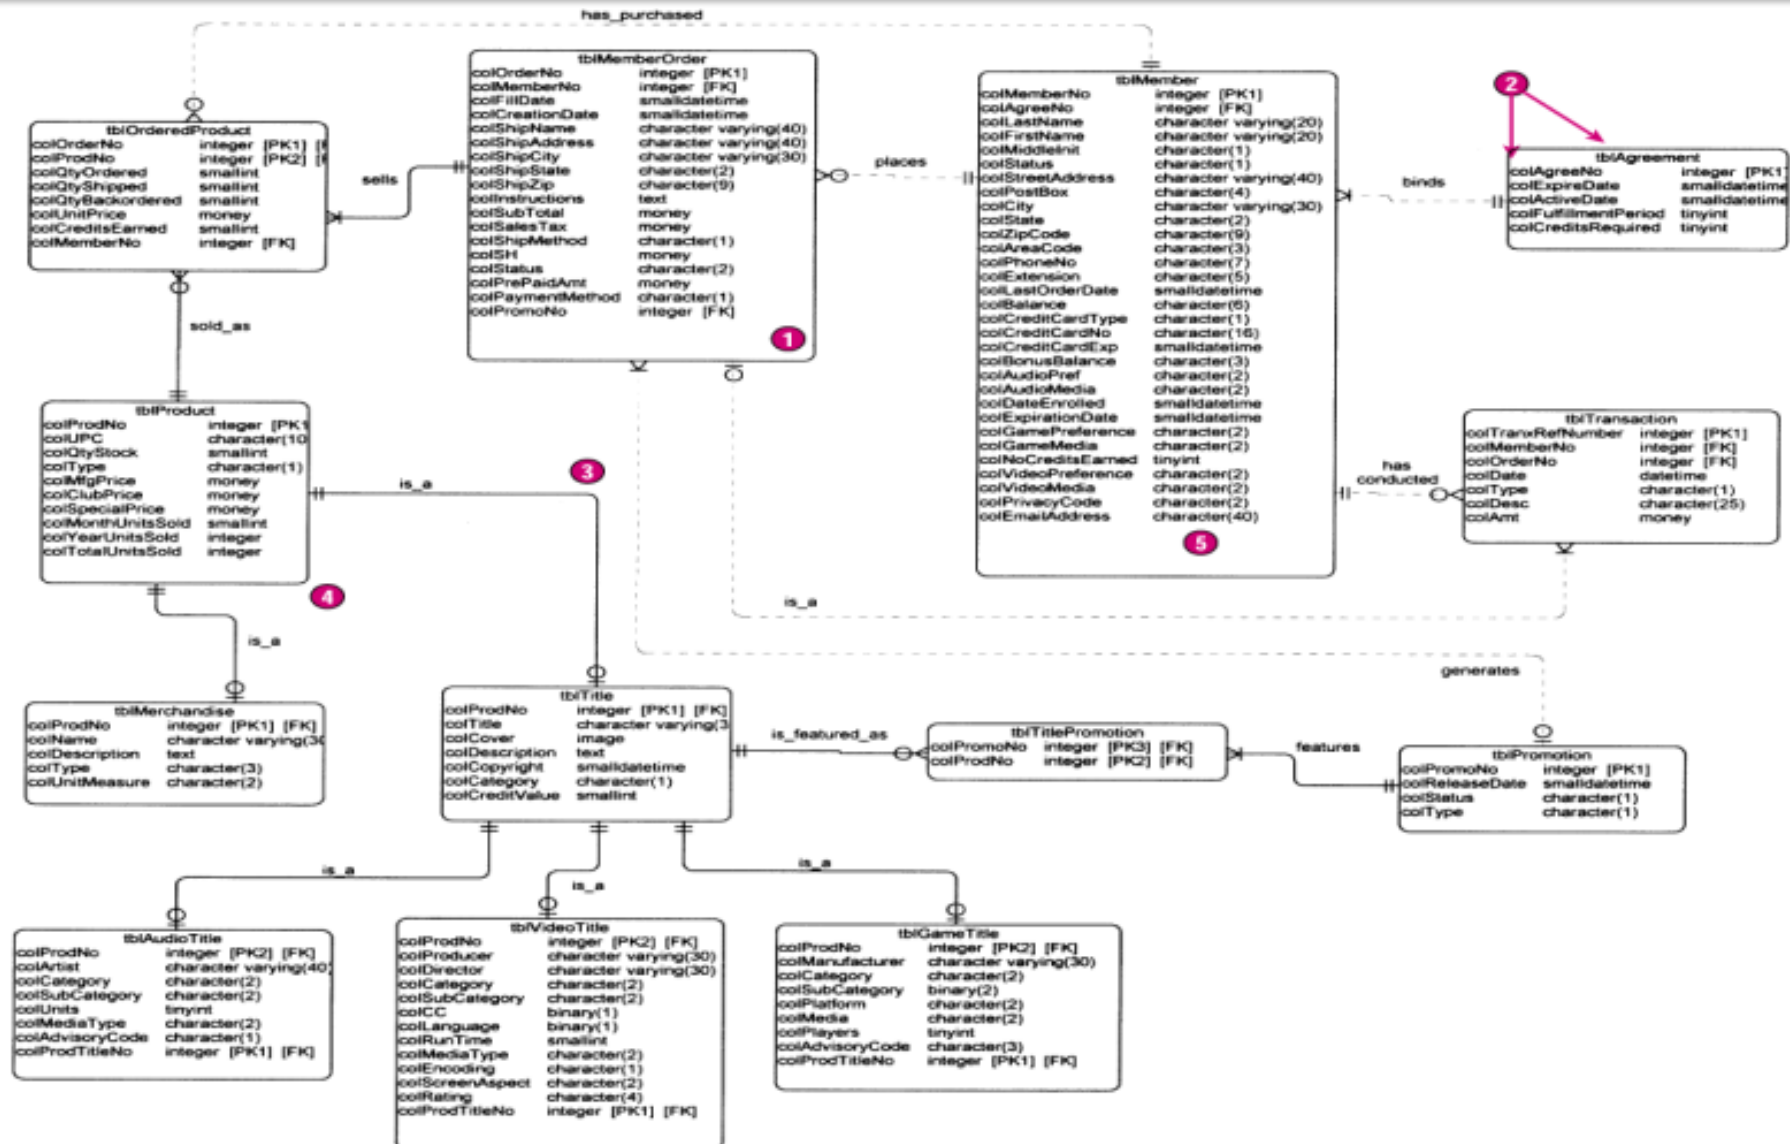 has_purchased
tblMemberOrder
colOrderNo integer [PK1]
colMemberNo integer [FK]
colFillDate smalldatetime
colCreationDate smalldatetime
colShipName character varying(40)
colShipAddress character varying(40)
colShipCity character varying(30)
colShipState character(2)
colShipZip character(9)
colInstructions text
colSubTotal money
colSalesTax money
colShipMethod character(1)
colSH money
colStatus character(2)
colPrePaidAmt money
colPaymentMethod character(1)
colPromoNo integer [FK]
1
tblMember
colMemberNo integer [PK1]
colAgreeNo integer [FK]
colLastName character varying(20)
colFirstName character varying(20)
colMiddleInit character(1)
colStatus character(1)
colStreetAddress character varying(40)
colPostBox character(4)
colCity character varying(30)
colState character(2)
colZipCode character(9)
colAreaCode character(3)
colPhoneNo character(7)
colExtension character(5)
colLastOrderDate smalldatetime
colBalance character(6)
colCreditCardType character(1)
colCreditCardNo character(16)
colCreditCardExp smalldatetime
colBonusBalance character(3)
colAudioPref character(2)
colAudioMedia character(2)
colDateEnrolled smalldatetime
colExpirationDate smalldatetime
colGamePreference character(2)
colGameMedia character(2)
colNoCreditsEarned tinyint
colVideoPreference character(2)
colVideoMedia character(2)
colPrivacyCode character(2)
colEmailAddress character(40)
5
2
tblAgreement
colAgreeNo integer [PK1
colExpireDate smalldatetime
colActiveDate smalldatetime
colFulfillmentPeriod tinyint
colCreditsRequired tinyint
tblOrderedProduct
colOrderNo integer [PK1] [
colProdNo integer [PK2] [
colQtyOrdered smallint
colQtyShipped smallint
colQtyBackordered smallint
colUnitPrice money
colCreditsEarned smallint
colMemberNo integer [FK]
sells
places
binds
sold_as
tblProduct
colProdNo integer [PK1
colUPC character(10
colQtyStock smallint
colType character(1)
colMfgPrice money
colClubPrice money
colSpecialPrice money
colMonthUnitsSold smallint
colYearUnitsSold integer
colTotalUnitsSold integer
4
is_a
3
tblTransaction
colTranxRefNumber integer [PK1]
colMemberNo integer [FK]
colOrderNo integer [FK]
colDate datetime
colType character(1)
colDesc character(25)
colAmt money
has
conducted
is_a
is_a
generates
tblMerchandise
colProdNo integer [PK1] [FK]
colName character varying(30
colDescription text
colType character(3)
colUnitMeasure character(2)
tblTitle
colProdNo integer [PK1] [FK]
colTitle character varying(3
colCover image
colDescription text
colCopyright smalldatetime
colCategory character(1)
colCreditValue smallint
is_featured_as
tblTitlePromotion
colPromoNo integer [PK3] [FK]
colProdNo integer [PK2] [FK]
features
tblPromotion
colPromoNo integer [PK1]
colReleaseDate smalldatetime
colStatus character(1)
colType character(1)
is_a
is_a
is_a
tblAudioTitle
colProdNo integer [PK2] [FK]
colArtist character varying(40)
colCategory character(2)
colSubCategory character(2)
colUnits tinyint
colMediaType character(2)
colAdvisoryCode character(1)
colProdTitleNo integer [PK1] [FK]
tblVideoTitle
colProdNo integer [PK2] [FK]
colProducer character varying(30)
colDirector character varying(30)
colCategory character(2)
colSubCategory character(2)
colCC binary(1)
colLanguage binary(1)
colRunTime smallint
colMediaType character(2)
colEncoding character(1)
colScreenAspect character(2)
colRating character(4)
colProdTitleNo integer [PK1] [FK]
tblGameTitle
colProdNo integer [PK2] [FK]
colManufacturer character varying(30)
colCategory character(2)
colSubCategory binary(2)
colPlatform character(2)
colMedia character(2)
colPlayers tinyint
colAdvisoryCode character(3)
colProdTitleNo integer [PK1] [FK]